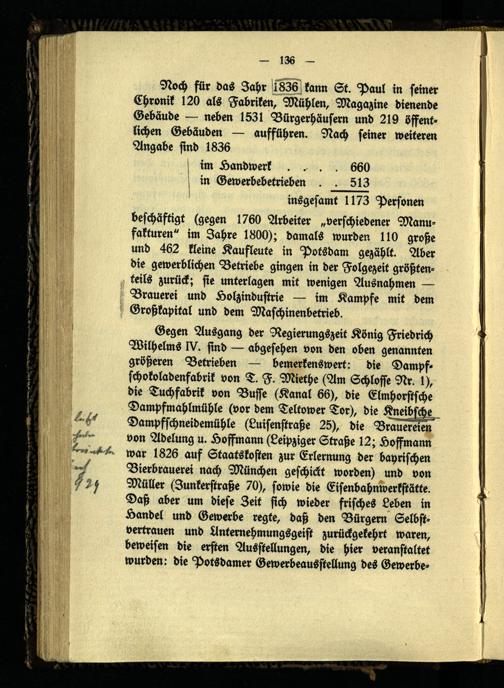 — 136 —
Noch für das Jahr 1836 kann St. Paul in seiner
Chronik 120 als Fabriken, Mühlen, Magazine dienende
Gebäude — neben 1531 Bürgerhäusern und 219 öffent-
lichen Gebäuden — aufführen. Nach seiner weiteren
Angabe sind 1836
im Handwerk . . . . 660
in Gewerbebetrieben . . 513
insgesamt 1173 Personen
beschäftigt (gegen 1760 Arbeiter „verschiedener Manu-
fakturen“ im Jahre 1800); damals wurden 110 große
und 462 kleine Kaufleute in Potsdam gezählt. Aber
die gewerblichen Betriebe gingen in der Folgezeit größten-
teils zurück; sie unterlagen mit wenigen Ausnahmen —
Brauerei und Holzindustrie — im Kampfe mit dem
Großkapital und dem Maschinenbetrieb.
Gegen Ausgang der Regierungszeit König Friedrich
Wilhelms IV. sind — abgesehen von den oben genannten
größeren Betrieben — bemerkenswert: die Dampf-
schokoladenfabrik von T. F. Miethe (Am Schlosse Nr. 1),
die Tuchfabrik von Busse (Kanal 66), die Elmhorstsche
Dampfmahlmühle (vor dem Teltower Tor), die Kneibsche
Dampfschneidemühle (Luisenstraße 25), die Brauereien
von Adelung u. Hoffmann (Leipziger Straße 12; Hoffmann
war 1826 auf Staatskosten zur Erlernung der bayrischen
Bierbrauerei nach München geschickt worden) und von
Müller (Junkerstraße 70), sowie die Eisenbahnwerkstätte.
Daß aber um diese Zeit sich wieder frisches Leben in
Handel und Gewerbe regte, daß den Bürgern Selbst-
vertrauen und Unternehmungsgeist zurückgekehrt waren,
beweisen die ersten Ausstellungen, die hier veranstaltet
wurden: die Potsdamer Gewerbeausstellung des Gewerbe-